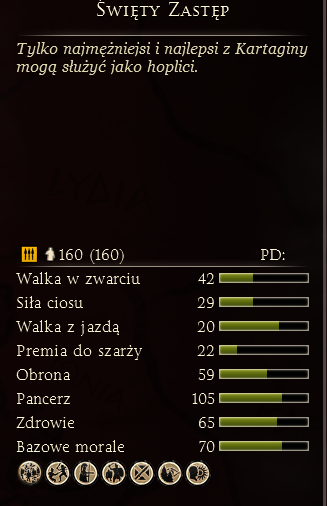 Święty Zastęp
Tylko najmężniejsi i najlepsi z Kartaginy
mogą służyć jako hoplici.
160 (160) PD:
Walka w zwarciu 42
Siła ciosu 29
Walka z jazdą 20
Premia do szarży 22
Obrona 59
Pancerz 105
Zdrowie 65
Bazowe morale 70